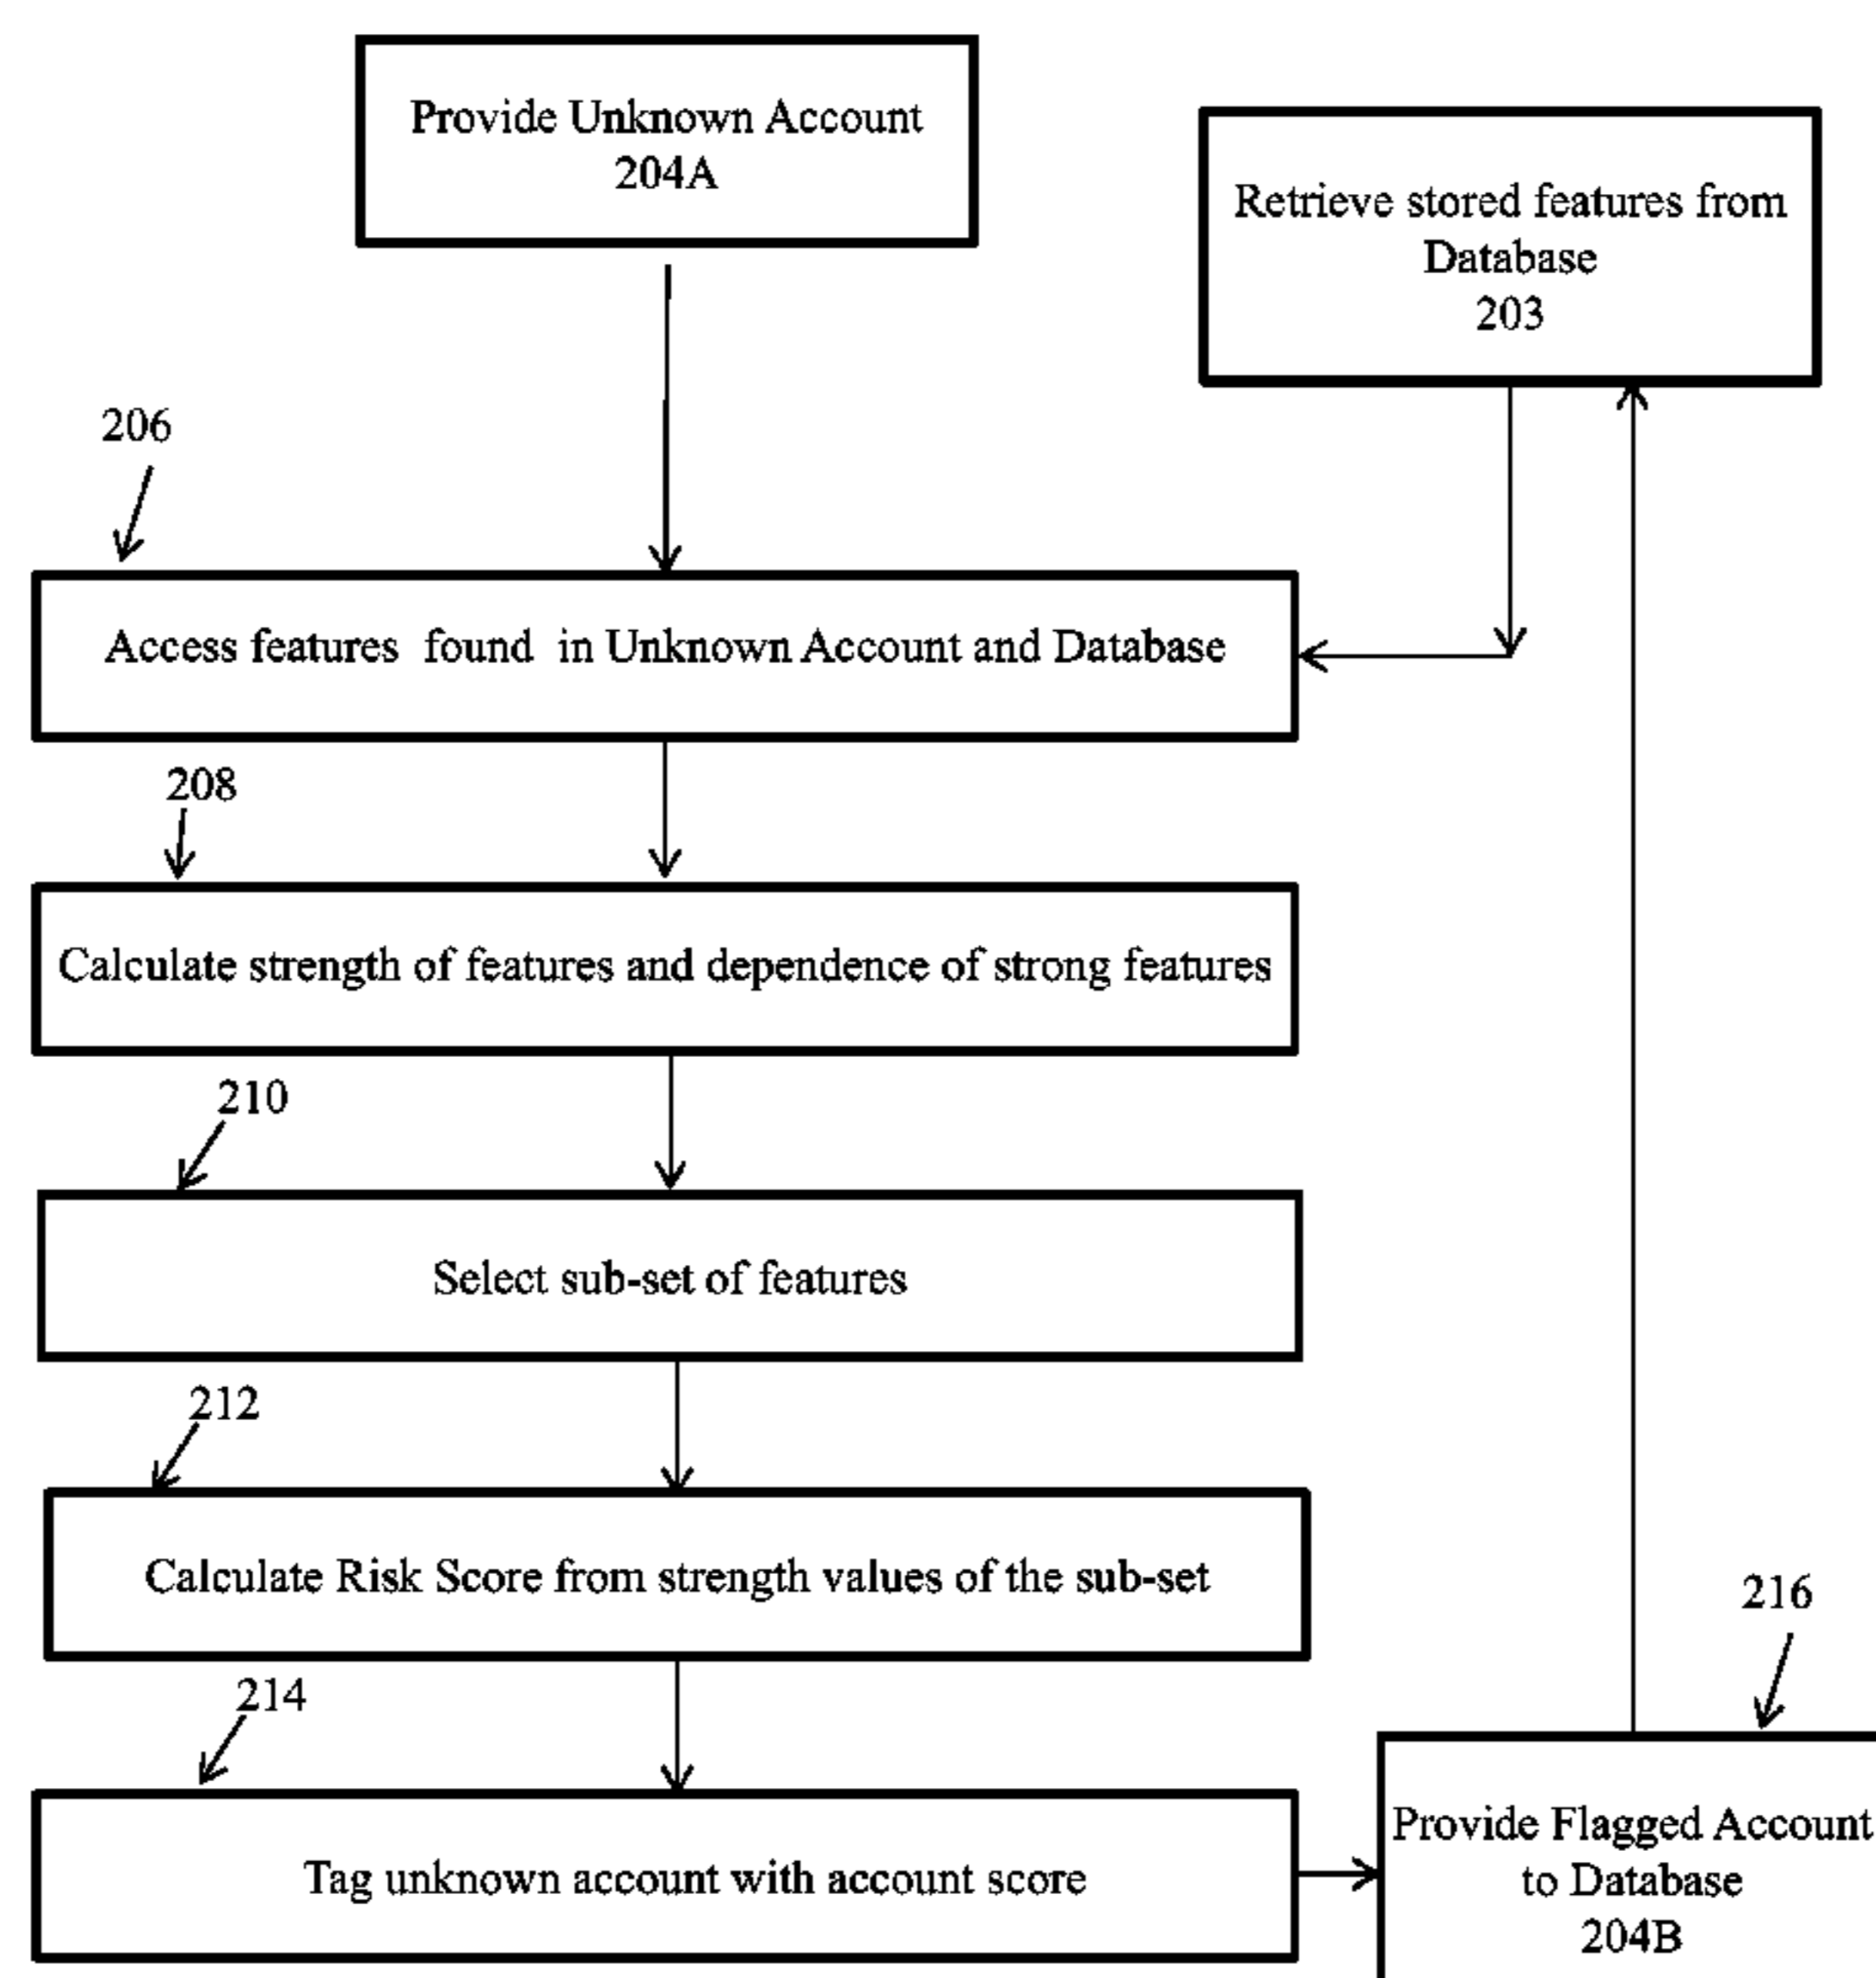 Provide Unknown Account
204A
Retrieve stored features from
Database
203
206
Access features found in Unknown Account and Database
208
Calculate strength of features and dependence of strong features
210
Select sub-set of features
212
Calculate Risk Score from strength values of the sub-set
214
Tag unknown account with account score
216
Provide Flagged Account
to Database
204B